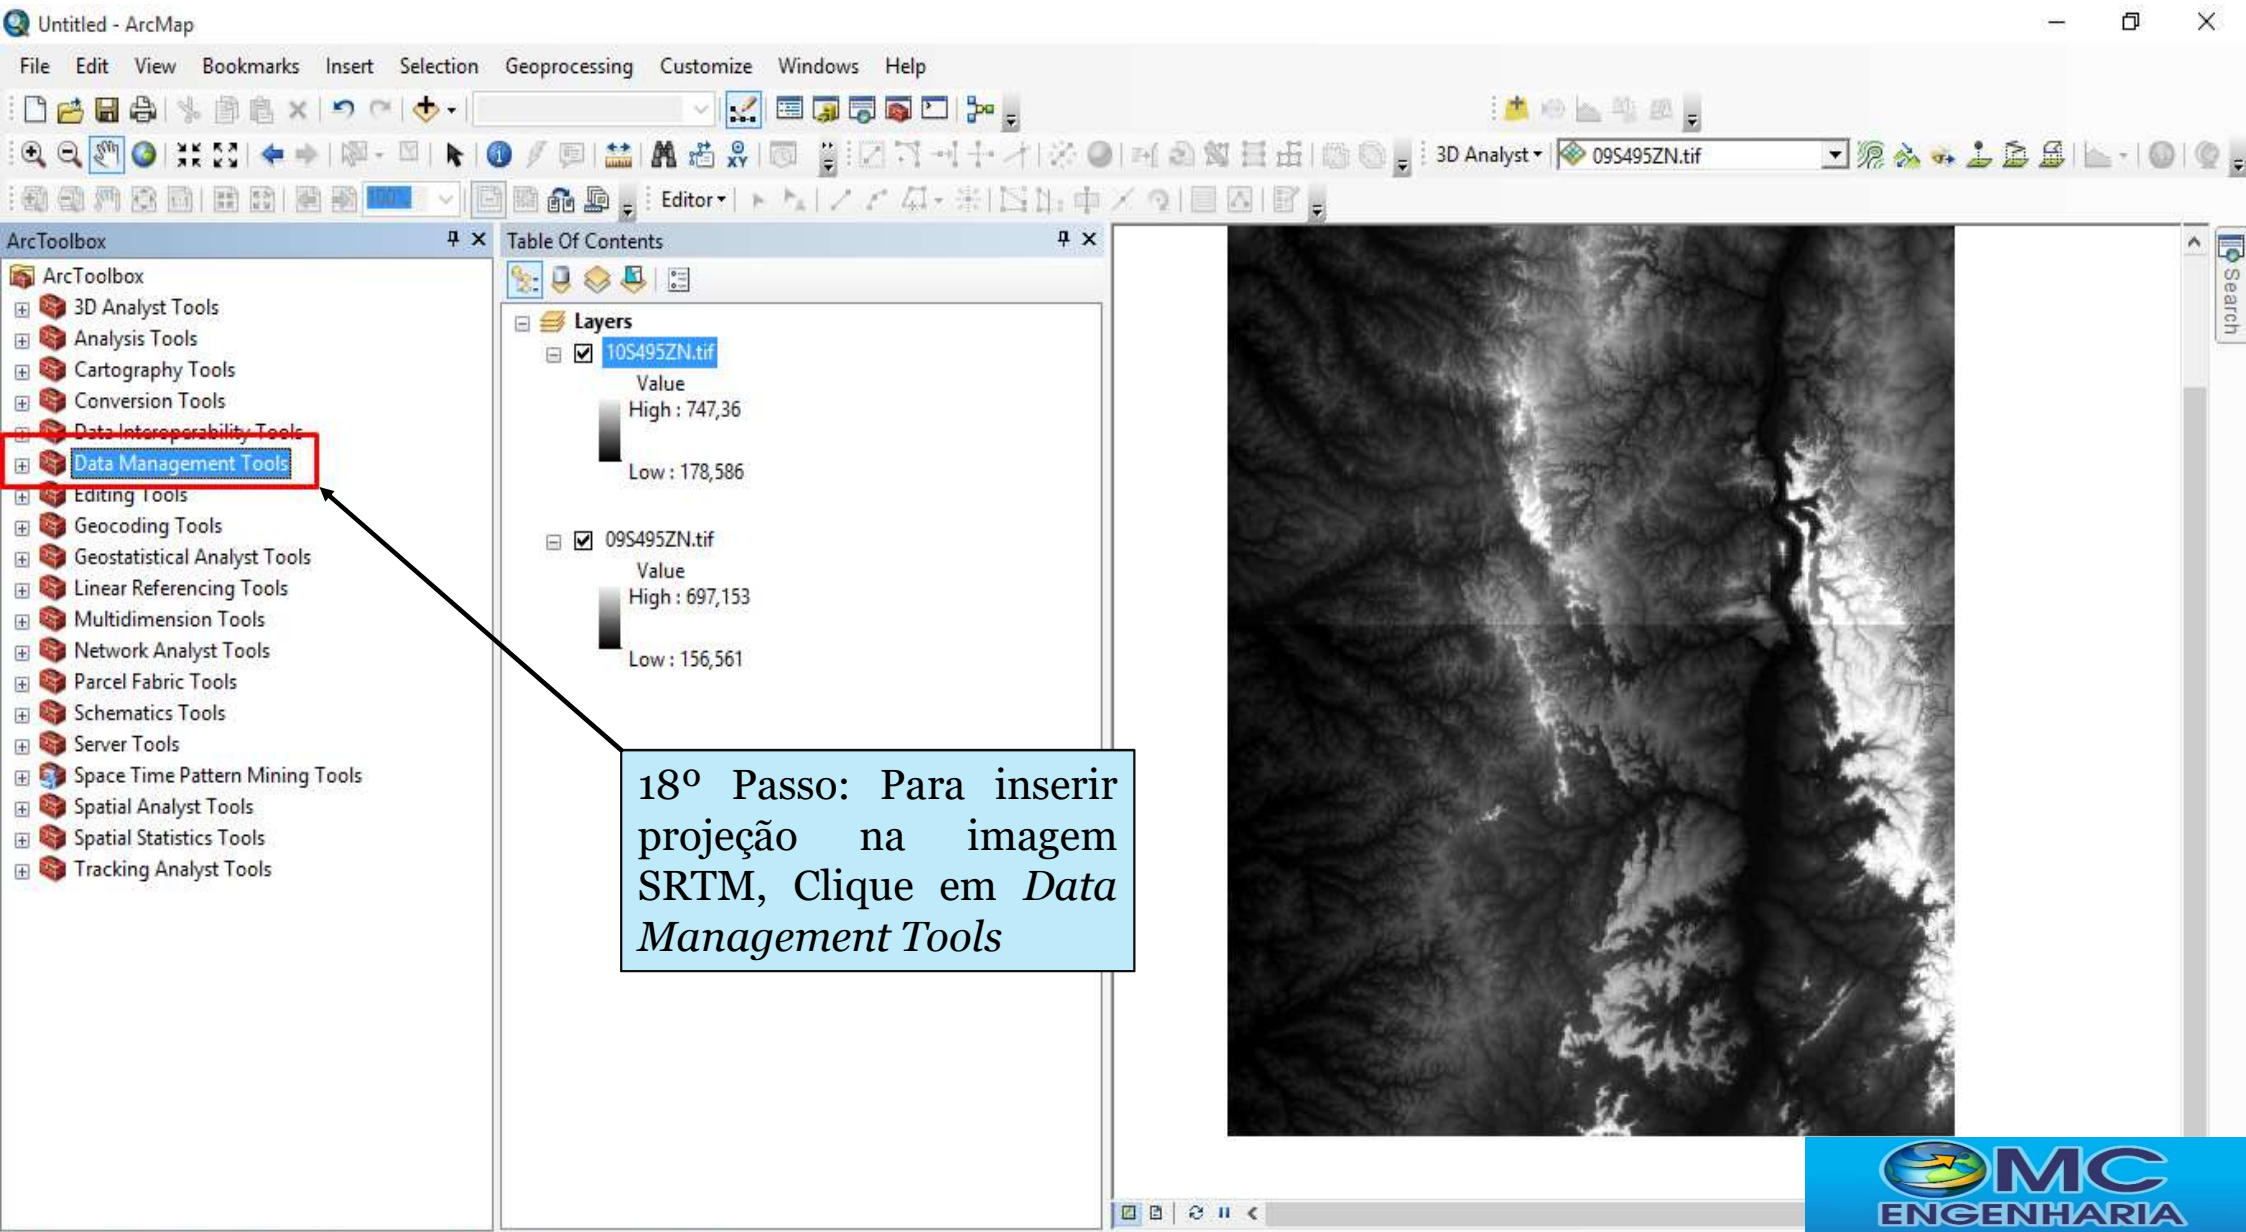 Untitled - ArcMap
File Edit View Bookmarks Insert Selection Geoprocessing Customize Windows Help
3D Analyst 09S495ZN.tif
100% Editor
ArcToolbox
ArcToolbox
3D Analyst Tools
Analysis Tools
Cartography Tools
Conversion Tools
Data Interoperability Tools
Data Management Tools
Editing Tools
Geocoding Tools
Geostatistical Analyst Tools
Linear Referencing Tools
Multidimension Tools
Network Analyst Tools
Parcel Fabric Tools
Schematics Tools
Server Tools
Space Time Pattern Mining Tools
Spatial Analyst Tools
Spatial Statistics Tools
Tracking Analyst Tools
Table Of Contents
Layers
10S495ZN.tif
Value
High : 747,36
Low : 178,586
09S495ZN.tif
Value
High : 697,153
Low : 156,561
18º Passo: Para inserir
projeção na imagem
SRTM, Clique em Data
Management Tools
Search
MC
ENGENHARIA